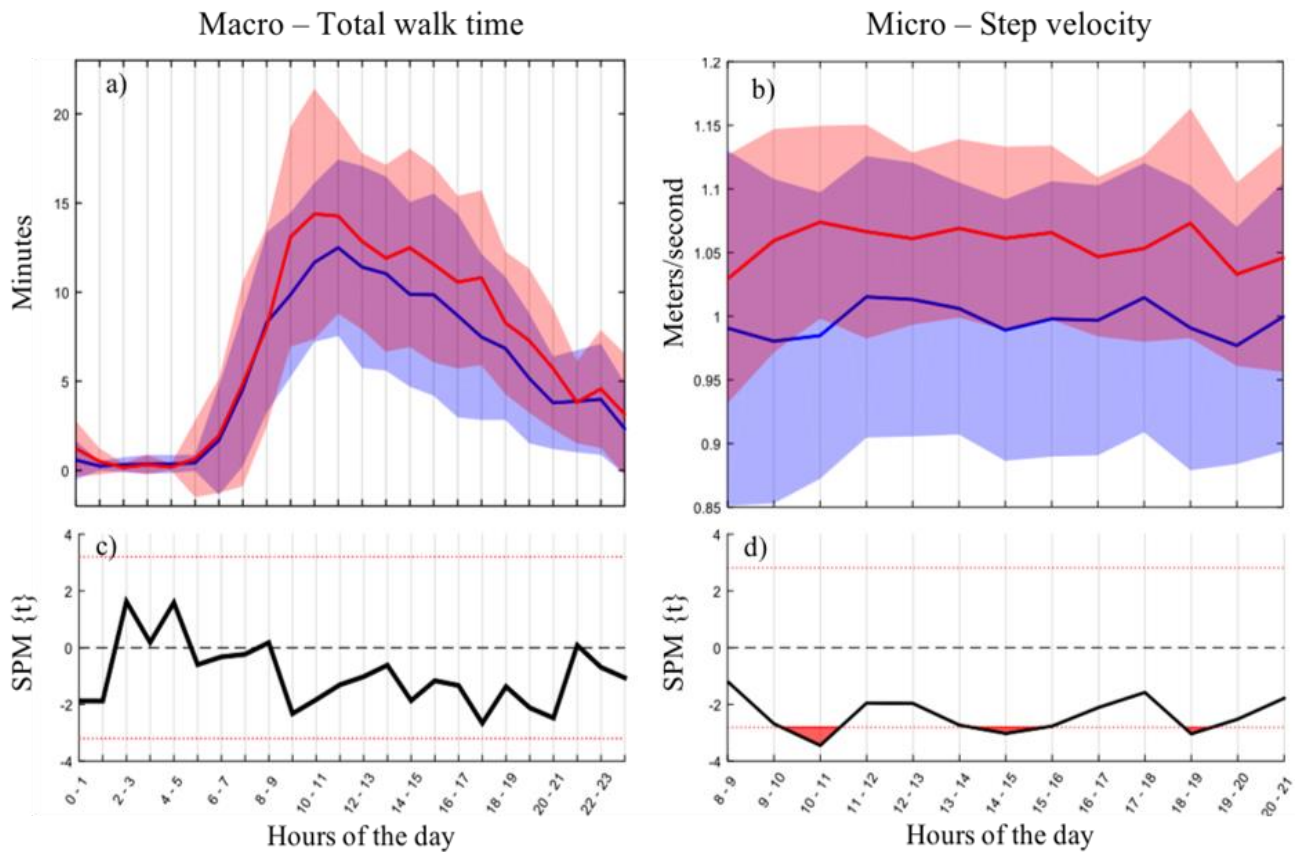 Macro – Total walk time
Micro – Step velocity
a)
Minutes
20
15
10
5
0
b)
Meters/second
1.2
1.15
1.1
1.05
1
0.95
0.9
0.85
c)
SPM {t}
4
2
0
-2
-4
0 - 1
2 - 3
4 - 5
6 - 7
8 - 9
10 - 11
12 - 13
14 - 15
16 - 17
18 - 19
20 - 21
22 - 23
Hours of the day
d)
SPM {t}
4
2
0
-2
-4
8 - 9
9 - 10
10 - 11
11 - 12
12 - 13
13 - 14
14 - 15
15 - 16
16 - 17
17 - 18
18 - 19
19 - 20
20 - 21
Hours of the day